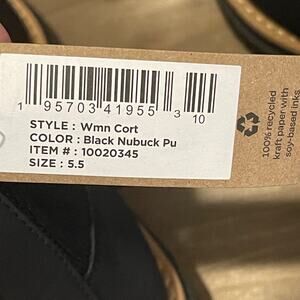 1 95703 41955 3 10
STYLE : Wmn Cort
COLOR : Black Nubuck Pu
ITEM # : 10020345
SIZE : 5.5
100% recycled
kraft paper with
soy-based inks